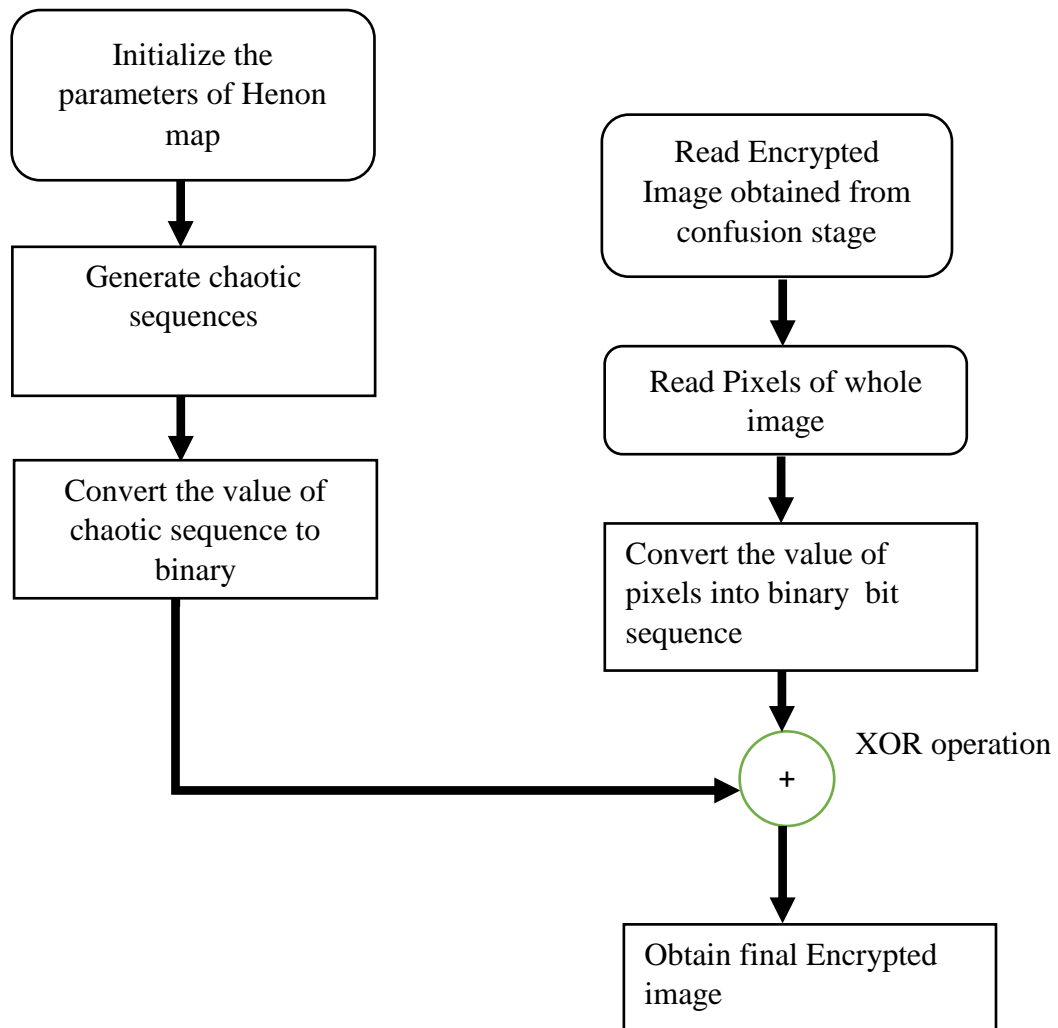 Initialize the
parameters of Henon
map
Generate chaotic
sequences
Convert the value of
chaotic sequence to
binary
Read Encrypted
Image obtained from
confusion stage
Read Pixels of whole
image
Convert the value of
pixels into binary  bit
sequence
XOR operation
+
Obtain final Encrypted
image